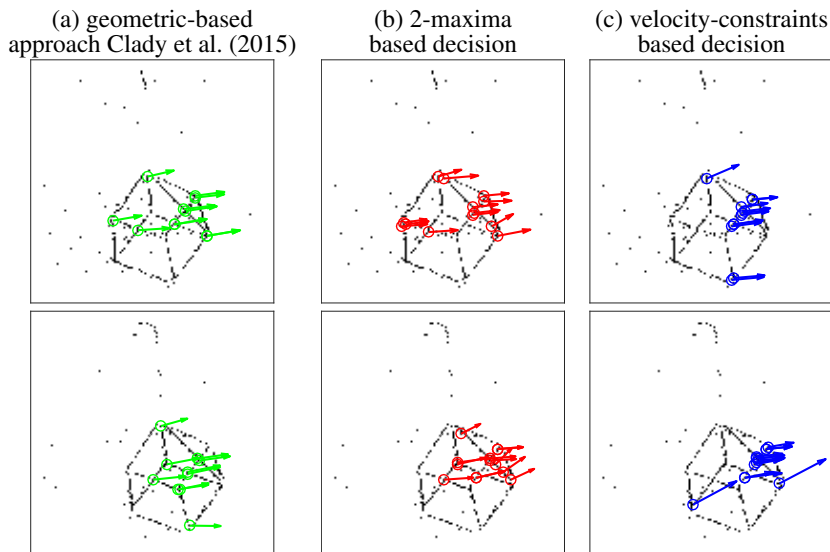 (a) geometric-based
approach Clady et al. (2015)
(b) 2-maxima
based decision
(c) velocity-constraints
based decision